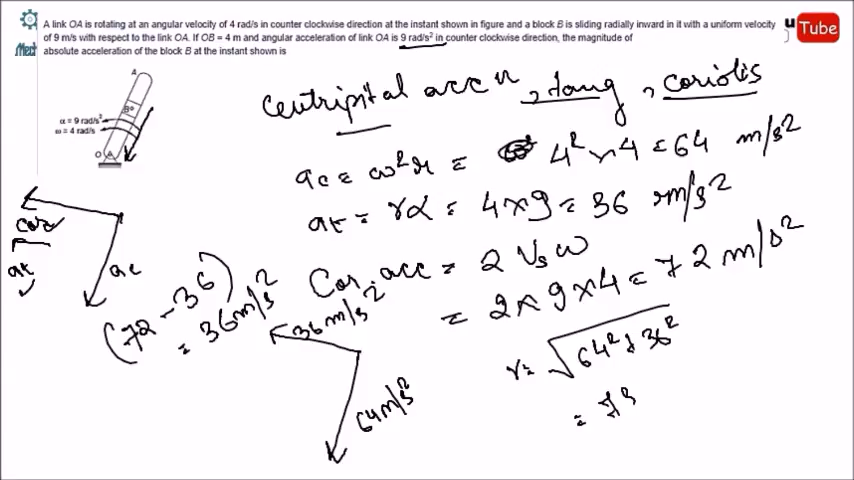 A link OA is rotating at an angular velocity of 4 rad/s in counter clockwise direction at the instant shown in figure and a block B is sliding radially inward in it with a uniform velocity
of 9 m/s with respect to the link OA. If OB = 4 m and angular acceleration of link OA is 9 rad/s² in counter clockwise direction, the magnitude of
absolute acceleration of the block B at the instant shown is
u
Tube
Mech
A
B
α = 9 rad/s²
ω = 4 rad/s
O
centripital accⁿ, tang, coriolis
ac = ω²r = 4² × 4 = 64 m/s²
at = rα = 4×9 = 36 m/s²
Cor. acc = 2 Vs ω
= 2 × 9 × 4 = 72 m/s²
cor
at
ac
(72 - 36)
= 36 m/s²
36 m/s²
64 m/s²
r = √64² + 36²